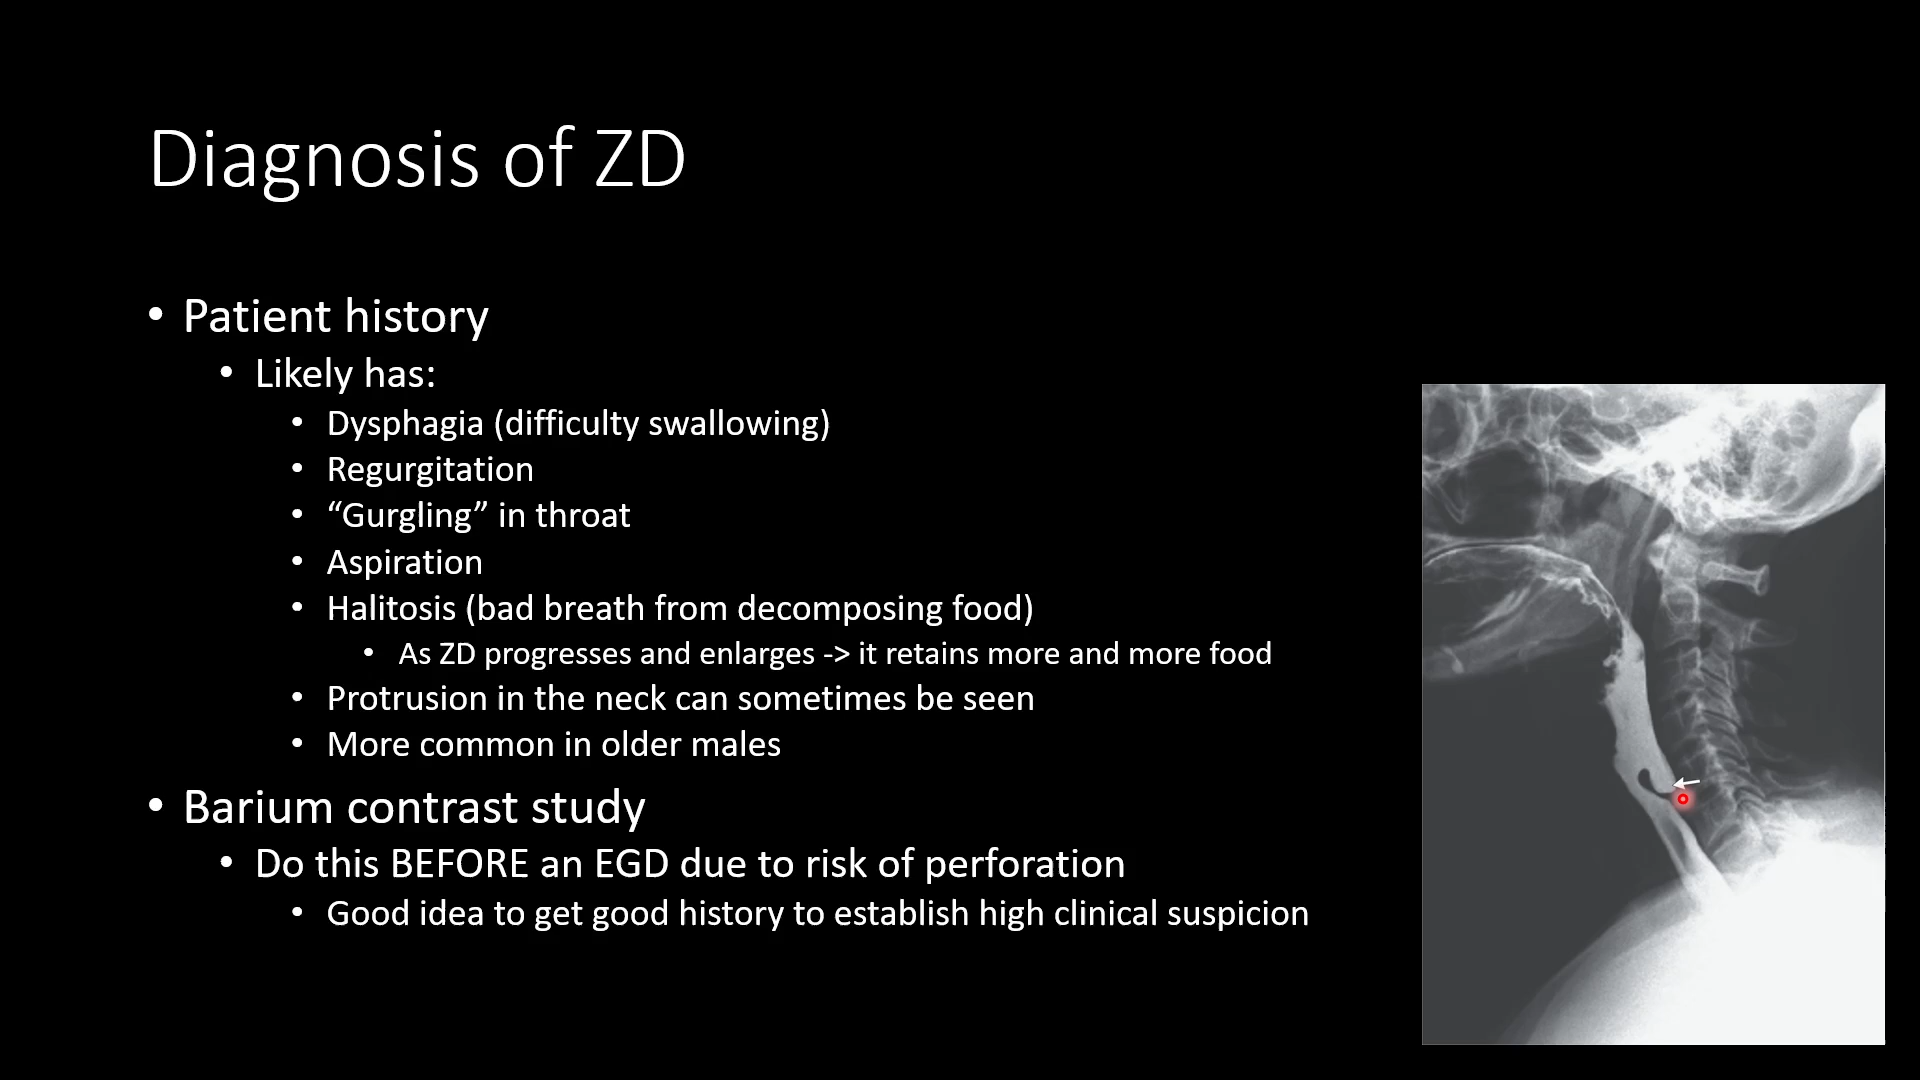 Diagnosis of ZD
• Patient history
• Likely has:
• Dysphagia (difficulty swallowing)
• Regurgitation
• “Gurgling” in throat
• Aspiration
• Halitosis (bad breath from decomposing food)
• As ZD progresses and enlarges -> it retains more and more food
• Protrusion in the neck can sometimes be seen
• More common in older males
• Barium contrast study
• Do this BEFORE an EGD due to risk of perforation
• Good idea to get good history to establish high clinical suspicion